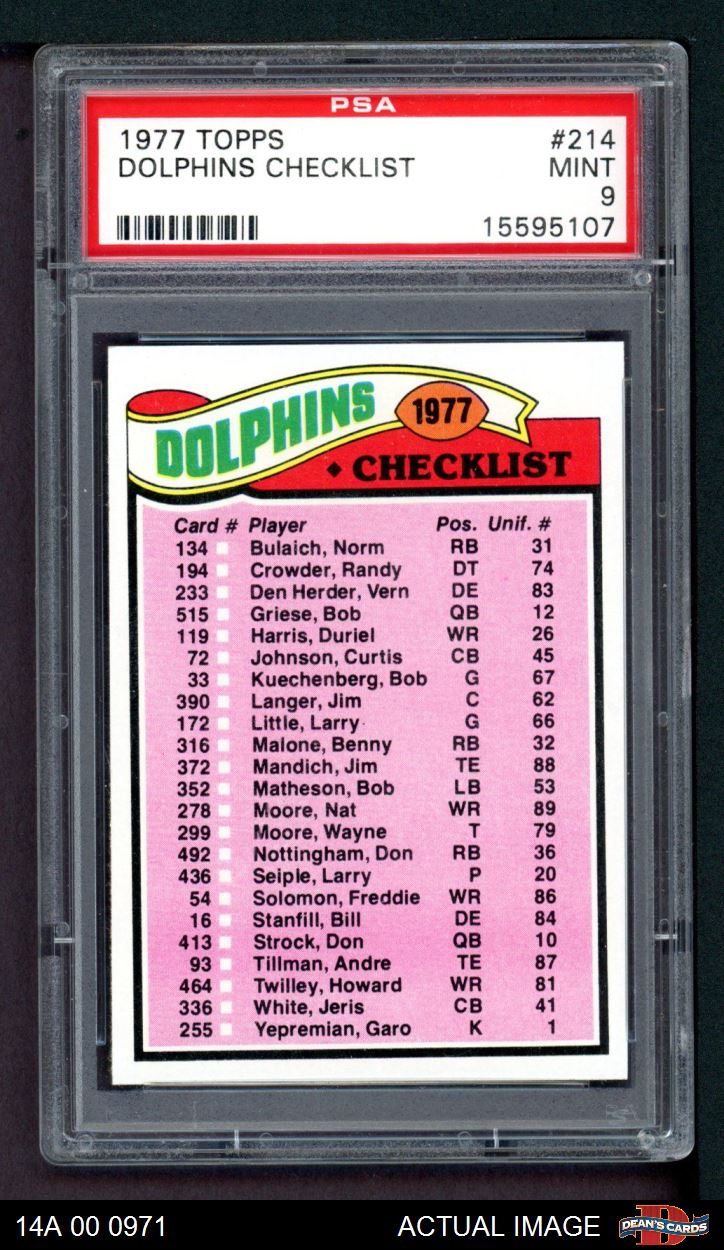 PSA
1977 TOPPS #214
DOLPHINS CHECKLIST MINT
9
15595107
DOLPHINS 1977
♦ CHECKLIST
Card # Player Pos. Unif. #
134 Bulaich, Norm RB 31
194 Crowder, Randy DT 74
233 Den Herder, Vern DE 83
515 Griese, Bob QB 12
119 Harris, Duriel WR 26
72 Johnson, Curtis CB 45
33 Kuechenberg, Bob G 67
390 Langer, Jim C 62
172 Little, Larry G 66
316 Malone, Benny RB 32
372 Mandich, Jim TE 88
352 Matheson, Bob LB 53
278 Moore, Nat WR 89
299 Moore, Wayne T 79
492 Nottingham, Don RB 36
436 Seiple, Larry P 20
54 Solomon, Freddie WR 86
16 Stanfill, Bill DE 84
413 Strock, Don QB 10
93 Tillman, Andre TE 87
464 Twilley, Howard WR 81
336 White, Jeris CB 41
255 Yepremian, Garo K 1
14A 00 0971 ACTUAL IMAGE DEAN'S CARDS